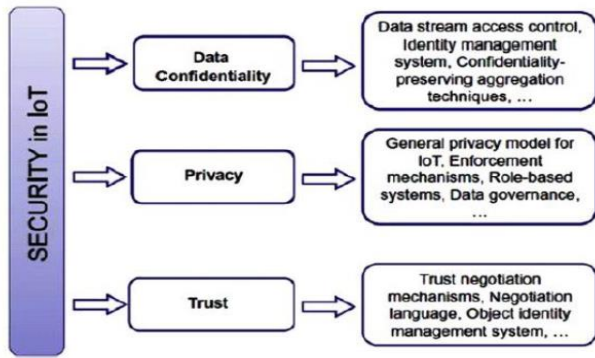 SECURITY in IoT
Data
Confidentiality
Data stream access control,
Identity management
system, Confidentiality-
preserving aggregation
techniques, ...
Privacy
General privacy model for
IoT, Enforcement
mechanisms, Role-based
systems, Data governance,
...
Trust
Trust negotiation
mechanisms, Negotiation
language, Object identity
management system, ...